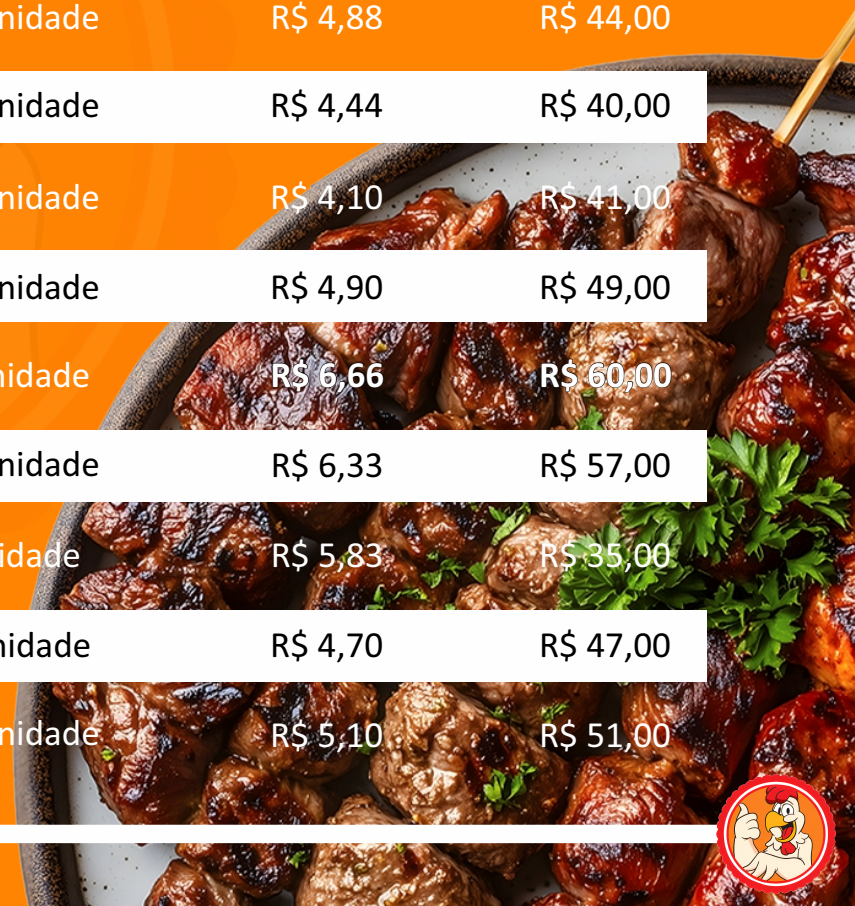 nidade R$ 4,88 R$ 44,00
nidade R$ 4,44 R$ 40,00
nidade R$ 4,10 R$ 41,00
nidade R$ 4,90 R$ 49,00
nidade R$ 6,66 R$ 60,00
nidade R$ 6,33 R$ 57,00
idade R$ 5,83 R$ 35,00
nidade R$ 4,70 R$ 47,00
nidade R$ 5,10 R$ 51,00